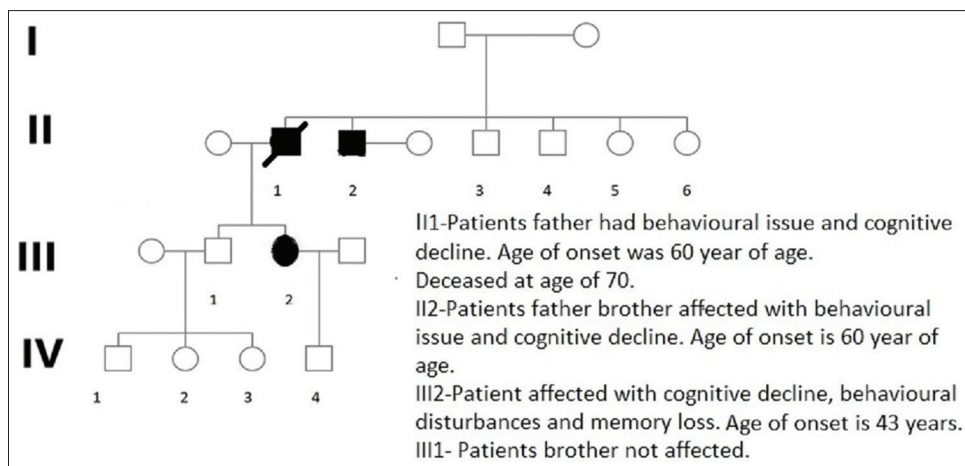 I
II
1 2 3 4 5 6
II1-Patients father had behavioural issue and cognitive
decline. Age of onset was 60 year of age.
Deceased at age of 70.
II2-Patients father brother affected with behavioural
issue and cognitive decline. Age of onset is 60 year of
age.
III2-Patient affected with cognitive decline, behavioural
disturbances and memory loss. Age of onset is 43 years.
III1- Patients brother not affected.
III
1 2
IV
1 2 3 4